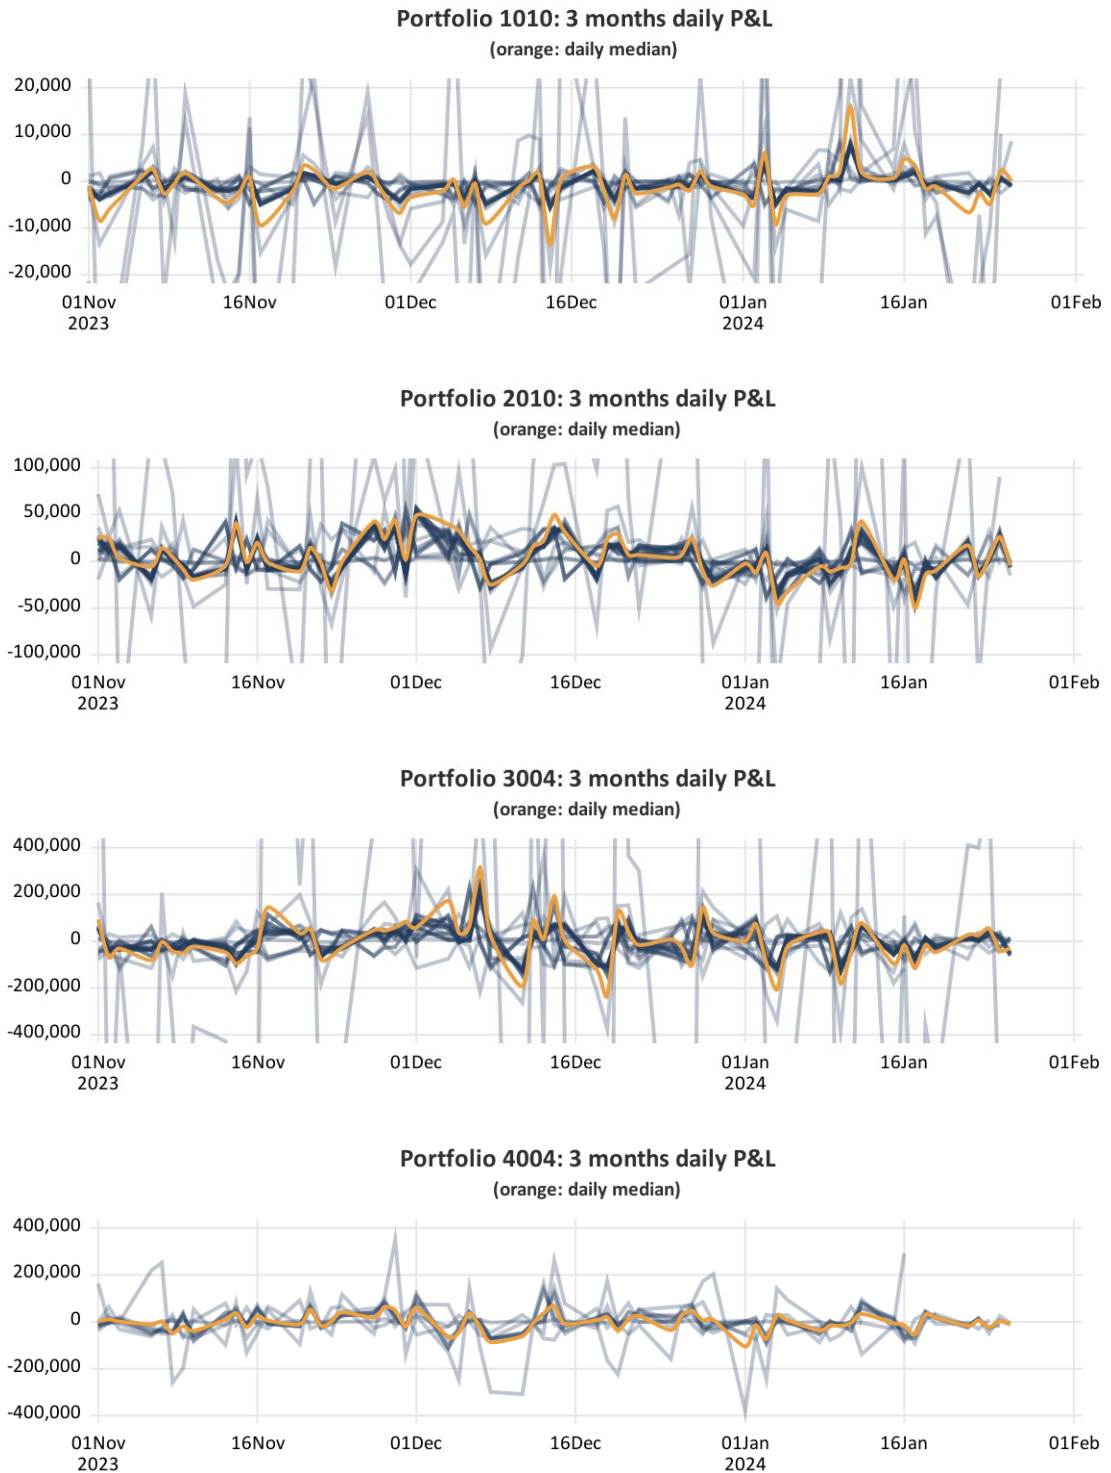 Portfolio 1010: 3 months daily P&L
(orange: daily median)
20,000
10,000
0
-10,000
-20,000
01Nov 16Nov 01Dec 16Dec 01Jan 16Jan 01Feb
2023 2024
Portfolio 2010: 3 months daily P&L
(orange: daily median)
100,000
50,000
0
-50,000
-100,000
01Nov 16Nov 01Dec 16Dec 01Jan 16Jan 01Feb
2023 2024
Portfolio 3004: 3 months daily P&L
(orange: daily median)
400,000
200,000
0
-200,000
-400,000
01Nov 16Nov 01Dec 16Dec 01Jan 16Jan 01Feb
2023 2024
Portfolio 4004: 3 months daily P&L
(orange: daily median)
400,000
200,000
0
-200,000
-400,000
01Nov 16Nov 01Dec 16Dec 01Jan 16Jan 01Feb
2023 2024